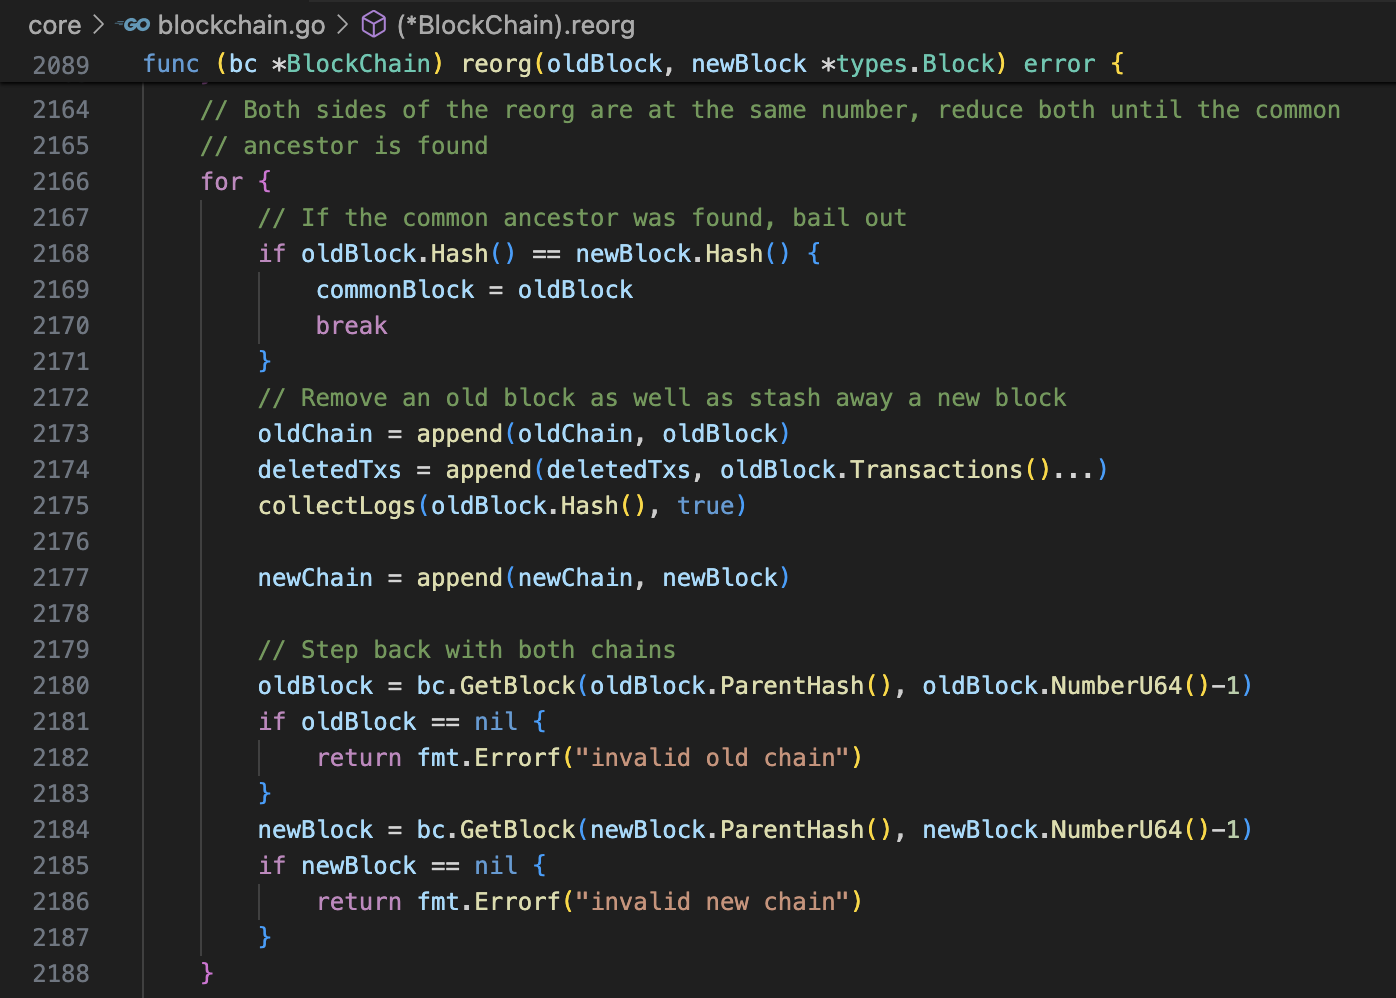 core > GO blockchain.go > (*BlockChain).reorg
2089 func (bc *BlockChain) reorg(oldBlock, newBlock *types.Block) error {
2164 // Both sides of the reorg are at the same number, reduce both until the common
2165 // ancestor is found
2166 for {
2167 // If the common ancestor was found, bail out
2168 if oldBlock.Hash() == newBlock.Hash() {
2169 commonBlock = oldBlock
2170 break
2171 }
2172 // Remove an old block as well as stash away a new block
2173 oldChain = append(oldChain, oldBlock)
2174 deletedTxs = append(deletedTxs, oldBlock.Transactions()...)
2175 collectLogs(oldBlock.Hash(), true)
2176
2177 newChain = append(newChain, newBlock)
2178
2179 // Step back with both chains
2180 oldBlock = bc.GetBlock(oldBlock.ParentHash(), oldBlock.NumberU64()-1)
2181 if oldBlock == nil {
2182 return fmt.Errorf("invalid old chain")
2183 }
2184 newBlock = bc.GetBlock(newBlock.ParentHash(), newBlock.NumberU64()-1)
2185 if newBlock == nil {
2186 return fmt.Errorf("invalid new chain")
2187 }
2188 }